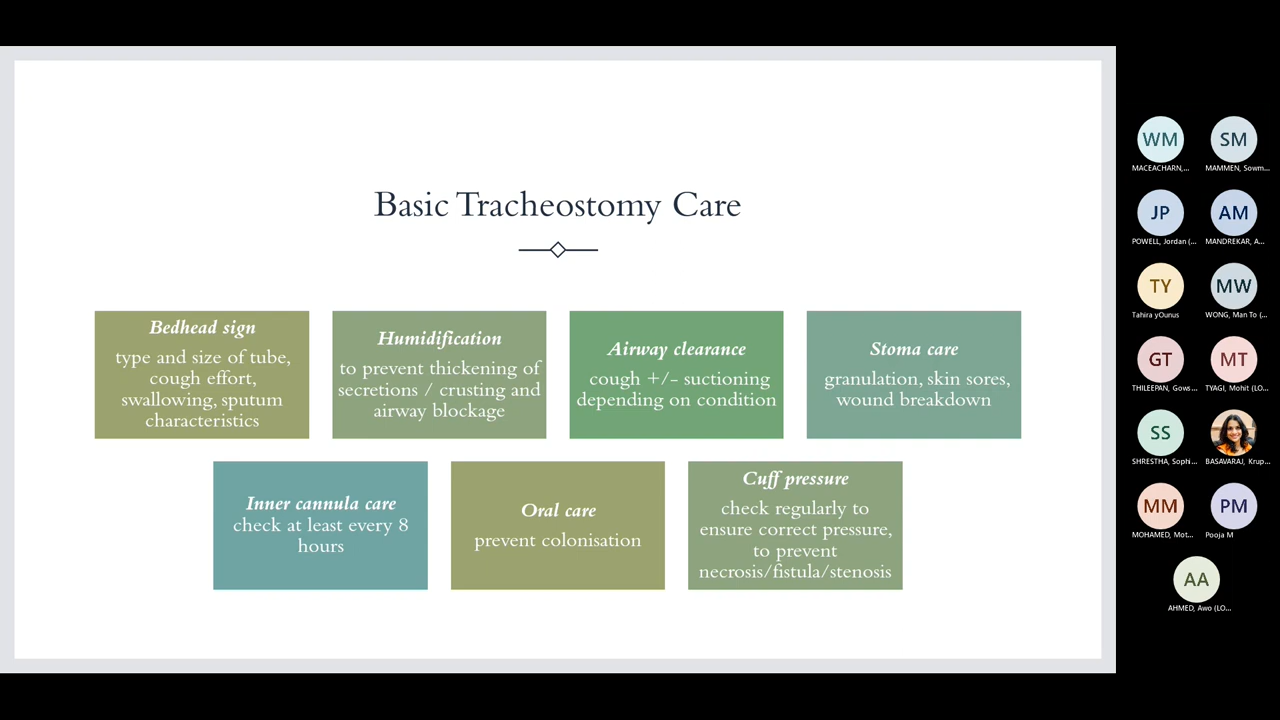 Basic Tracheostomy Care
Bedhead sign
type and size of tube,
cough effort,
swallowing, sputum
characteristics
Humidification
to prevent thickening of
secretions / crusting and
airway blockage
Airway clearance
cough +/- suctioning
depending on condition
Stoma care
granulation, skin sores,
wound breakdown
Inner cannula care
check at least every 8
hours
Oral care
prevent colonisation
Cuff pressure
check regularly to
ensure correct pressure,
to prevent
necrosis/fistula/stenosis
WM
MACEACHARN,...
SM
MAMMEN, Sowm...
JP
POWELL, Jordan (...
AM
MANDREKAR, A...
TY
Tahira yOunus
MW
WONG, Man To (...
GT
THILEEPAN, Gows...
MT
TYAGI, Mohit (LO...
SS
SHRESTHA, Sophi...
BASAVARAJ, Krup...
MM
MOHAMED, Mot...
PM
Pooja M
AA
AHMED, Awo (LO...